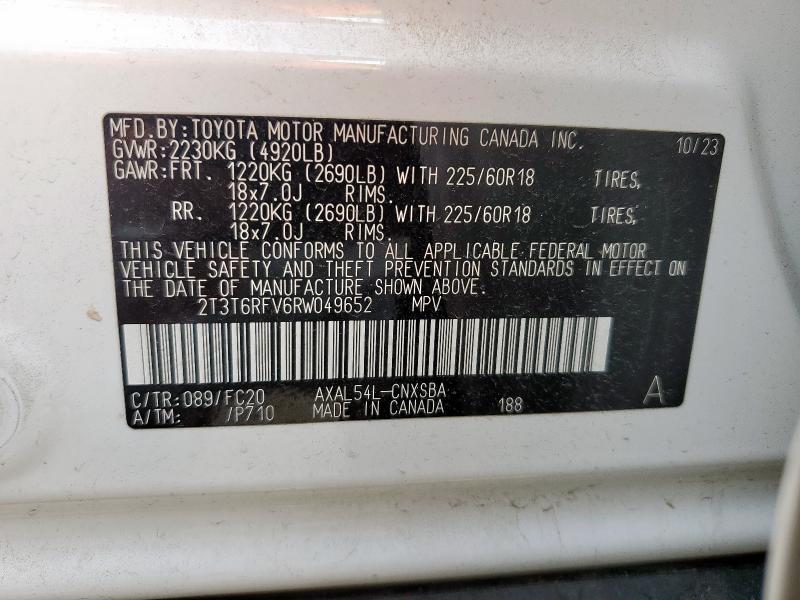 MFD.BY:TOYOTA MOTOR MANUFACTURING CANADA INC. 10/23
GVWR:2230KG (4920LB)
GAWR:FRT. 1220KG (2690LB) WITH 225/60R18 TIRES,
18x7.0J RIMS.
RR. 1220KG (2690LB) WITH 225/60R18 TIRES,
18x7.0J RIMS.
THIS VEHICLE CONFORMS TO ALL APPLICABLE FEDERAL MOTOR
VEHICLE SAFETY AND THEFT PREVENTION STANDARDS IN EFFECT ON
THE DATE OF MANUFACTURE SHOWN ABOVE.
2T3T6RFV6RW049652 MPV
C/TR:089/FC20 AXAL54L-CNXSBA A
A/TM: /P710 MADE IN CANADA 188